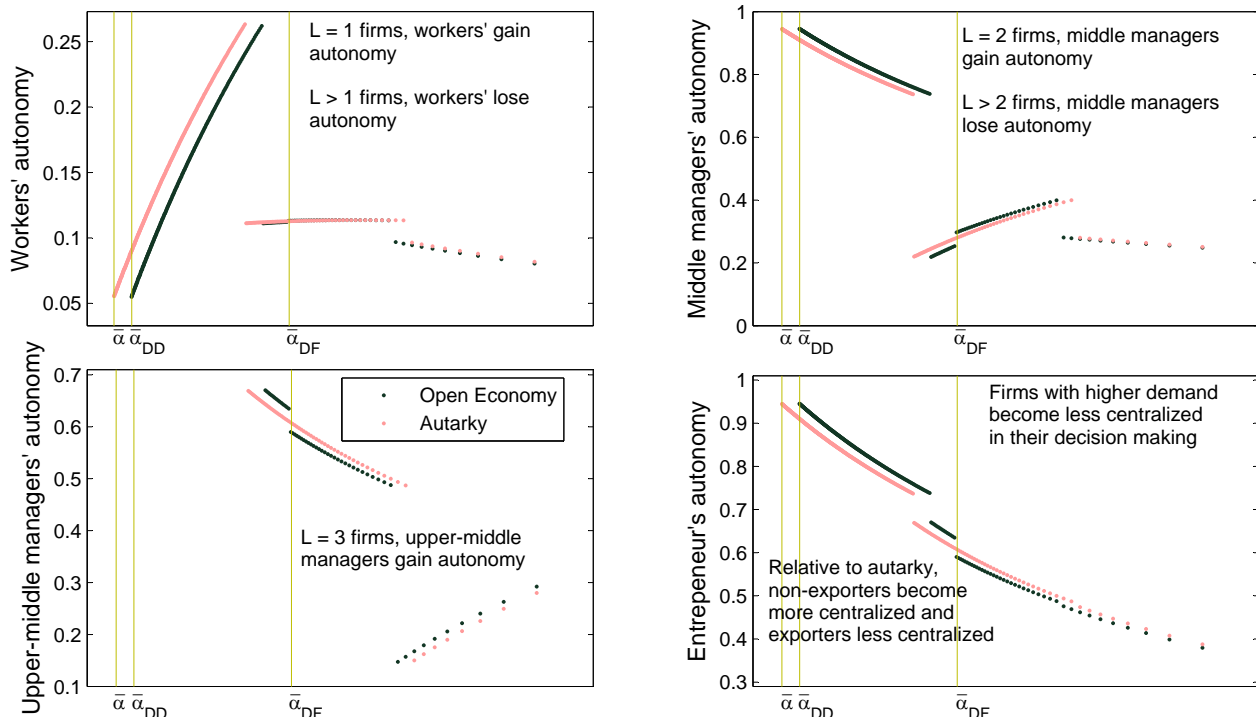 Workers' autonomy
0.25
0.2
0.15
0.1
0.05
L = 1 firms, workers' gain
autonomy
L > 1 firms, workers' lose
autonomy
ᾱ ᾱDD ᾱDF
Middle managers' autonomy
1
0.8
0.6
0.4
0.2
0
L = 2 firms, middle managers
gain autonomy
L > 2 firms, middle managers
lose autonomy
ᾱ ᾱDD ᾱDF
Upper-middle managers' autonomy
0.7
0.6
0.5
0.4
0.3
0.2
0.1
Open Economy
Autarky
L = 3 firms, upper-middle
managers gain autonomy
ᾱ ᾱDD ᾱDF
Entrepeneur's autonomy
1
0.9
0.8
0.7
0.6
0.5
0.4
0.3
Firms with higher demand
become less centralized
in their decision making
Relative to autarky,
non-exporters become
more centralized and
exporters less centralized
ᾱ ᾱDD ᾱDF